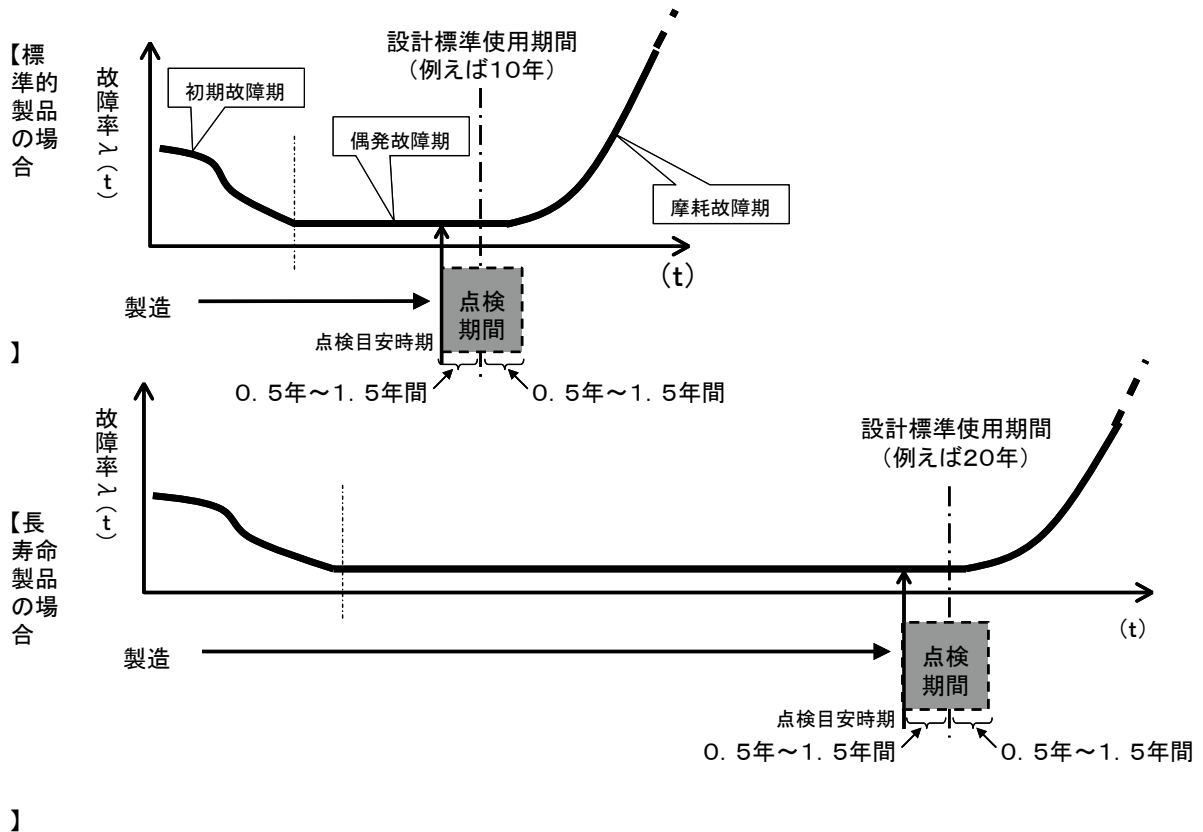 【標準的製品の場合】
故障率λ(t)
初期故障期
偶発故障期
設計標準使用期間
(例えば10年)
摩耗故障期
(t)
製造
点検
期間
点検目安時期
0.5年～1.5年間
0.5年～1.5年間
【長寿命製品の場合】
故障率λ(t)
設計標準使用期間
(例えば20年)
(t)
製造
点検
期間
点検目安時期
0.5年～1.5年間
0.5年～1.5年間